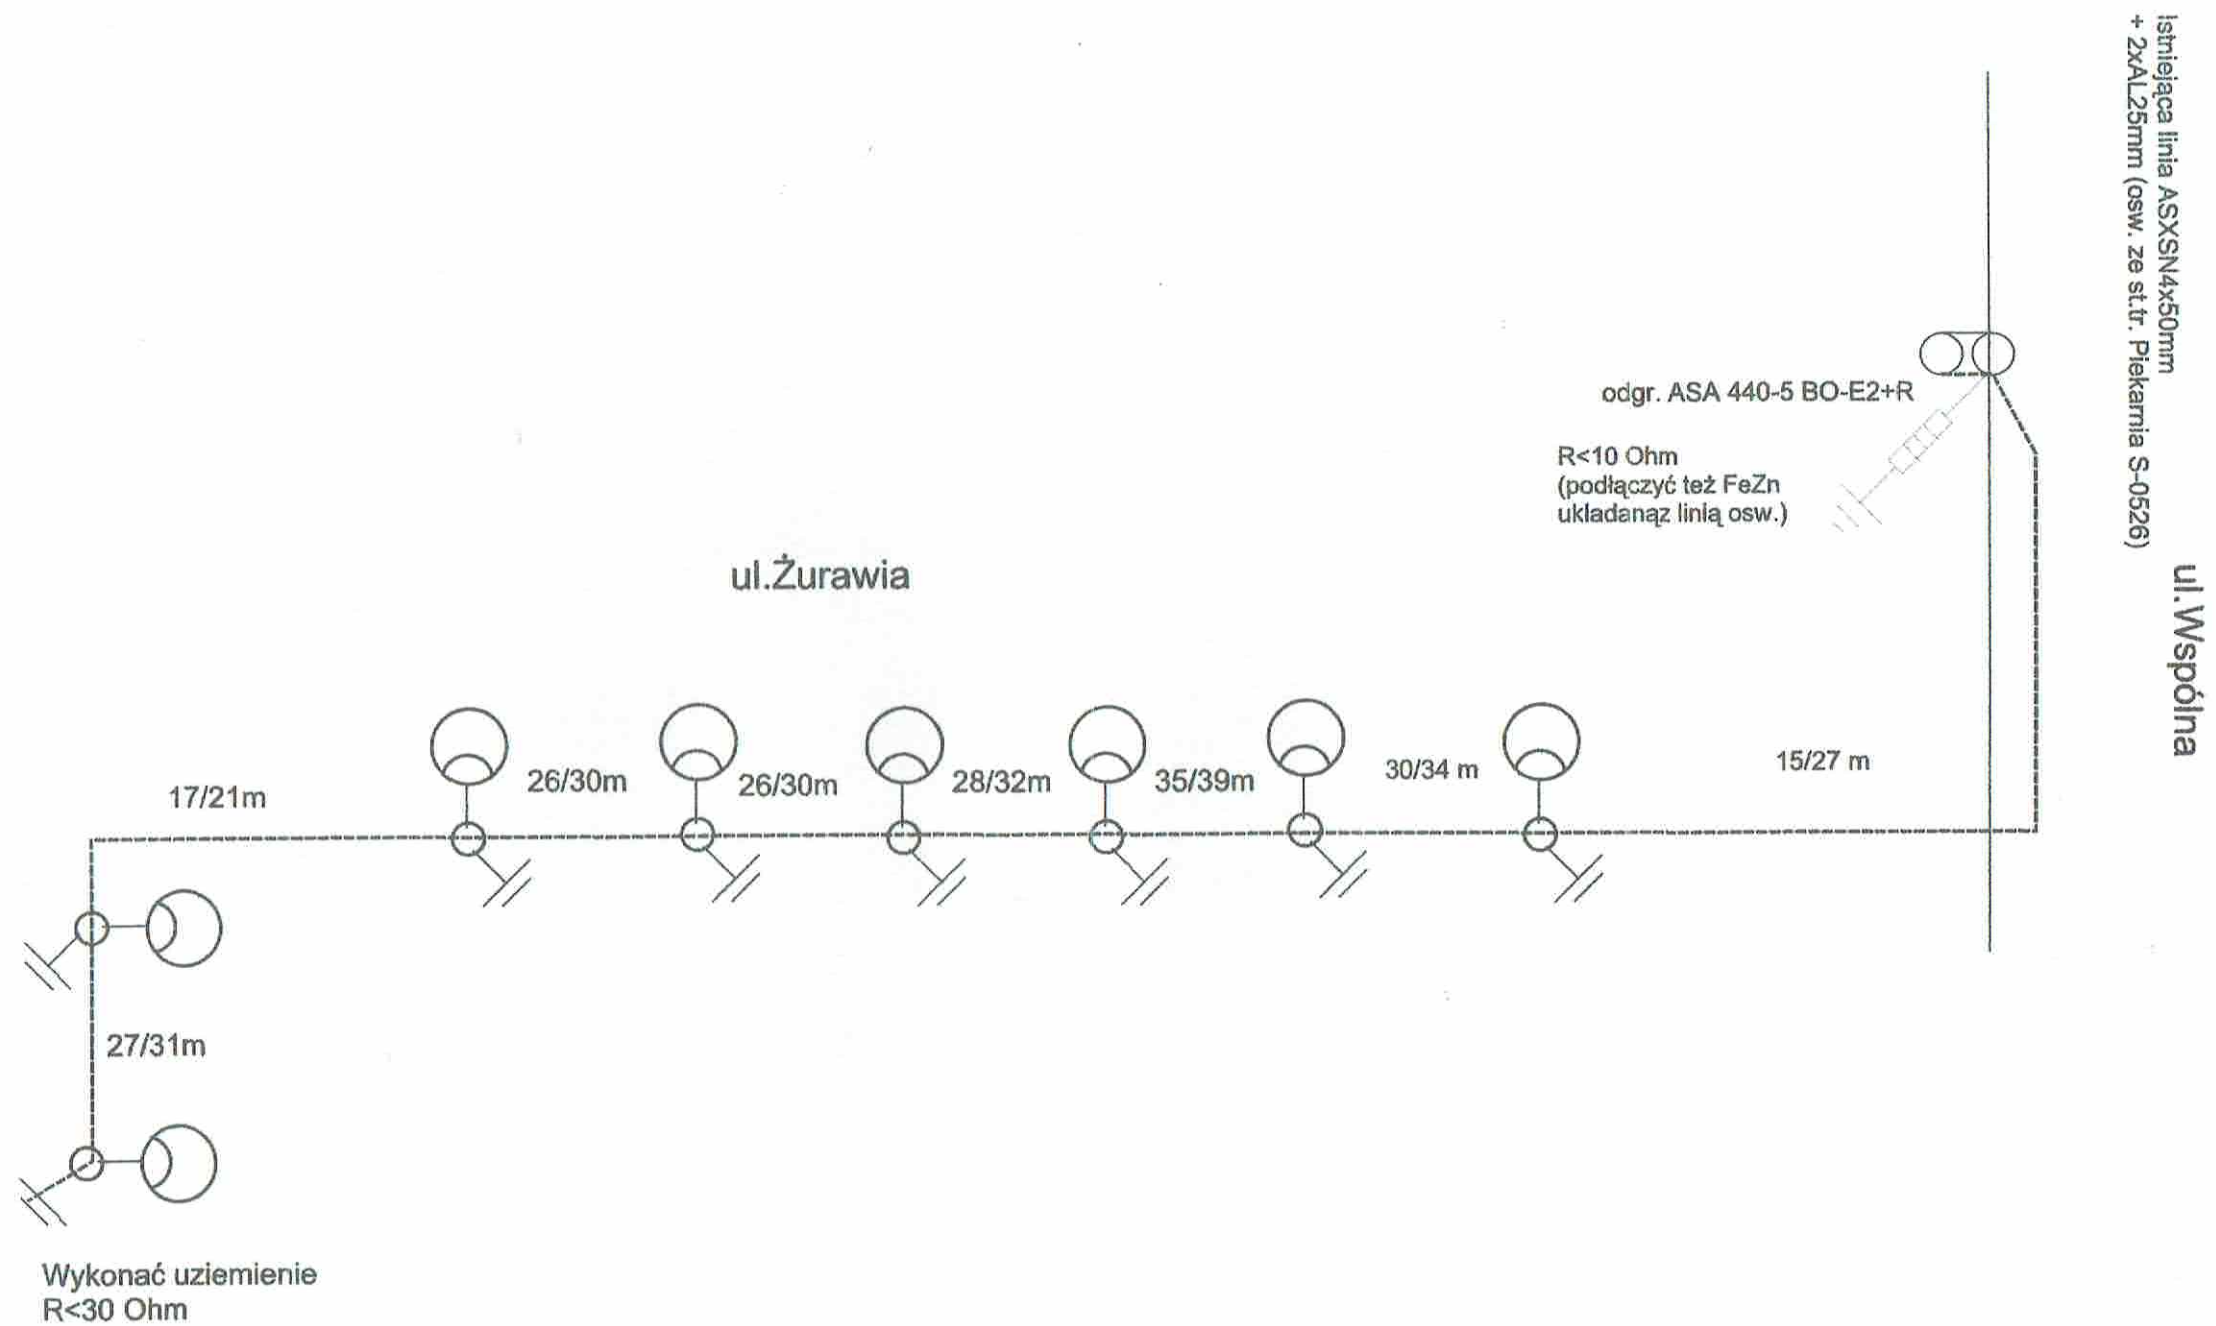 Istniejąca linia ASXSN4x50mm
+ 2xAL25mm (osw. ze st.tr. Piekarnia S-0526)
odgr. ASA 440-5 BO-E2+R
R<10 Ohm
(podłączyć też FeZn
ukladanąz linią osw.)
ul.Żurawia
ul.Wspólna
17/21m
26/30m
26/30m
28/32m
35/39m
30/34 m
15/27 m
27/31m
Wykonać uziemienie
R<30 Ohm